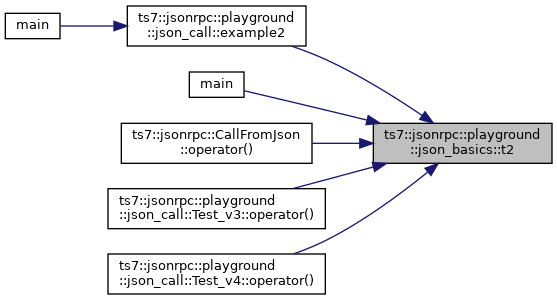 main
ts7::jsonrpc::playground
::json_call::example2
main
ts7::jsonrpc::CallFromJson
::operator()
ts7::jsonrpc::playground
::json_basics::t2
ts7::jsonrpc::playground
::json_call::Test_v3::operator()
ts7::jsonrpc::playground
::json_call::Test_v4::operator()